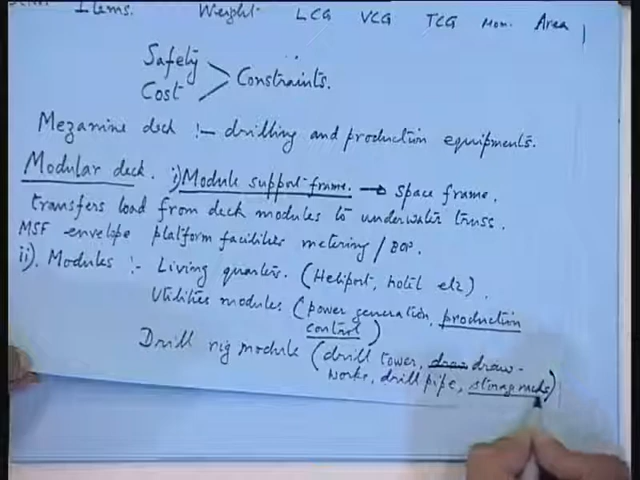 Items. Weight. LCG VCG TCG Mom. Area
Safety
Cost > Constraints.
Mezanine deck :- drilling and production equipments.
Modular deck. i) Module support frame. → space frame.
transfers load from deck modules to underwater truss.
MSF envelope platform facilities metering / BOP.
ii). Modules :- Living quarters. (Heliport, hotel etc).
Utilities modules (power generation, production
control)
Drill rig module (drill tower, draw-
works, drill pipe, storage racks)